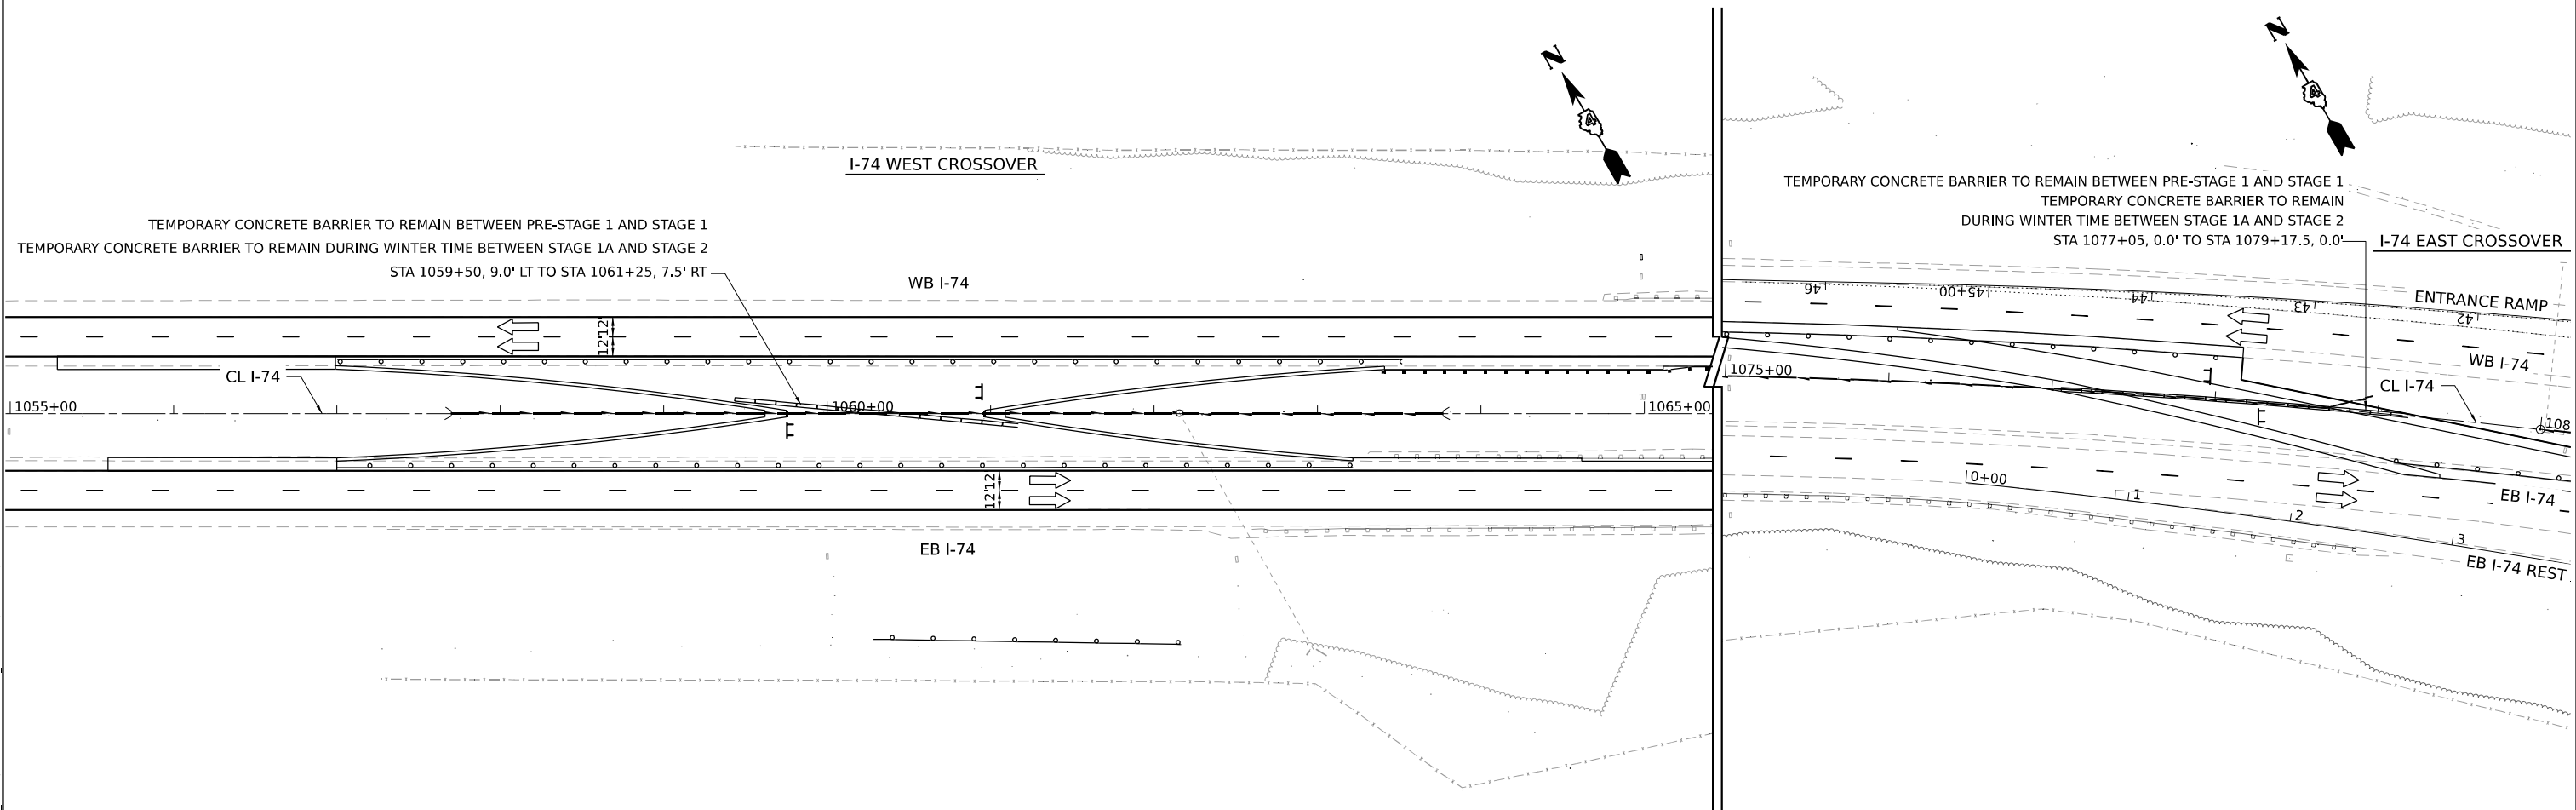 N
N
I-74 WEST CROSSOVER
TEMPORARY CONCRETE BARRIER TO REMAIN BETWEEN PRE-STAGE 1 AND STAGE 1
TEMPORARY CONCRETE BARRIER TO REMAIN DURING WINTER TIME BETWEEN STAGE 1A AND STAGE 2
STA 1059+50, 9.0' LT TO STA 1061+25, 7.5' RT
WB I-74
12'
12'
CL I-74
1055+00
1060+00
1065+00
12'
12'
EB I-74
TEMPORARY CONCRETE BARRIER TO REMAIN BETWEEN PRE-STAGE 1 AND STAGE 1
TEMPORARY CONCRETE BARRIER TO REMAIN
DURING WINTER TIME BETWEEN STAGE 1A AND STAGE 2
STA 1077+05, 0.0' TO STA 1079+17.5, 0.0'
I-74 EAST CROSSOVER
46
45+00
44
43
42
ENTRANCE RAMP
WB I-74
1075+00
CL I-74
108
0+00
1
2
3
EB I-74
EB I-74 REST